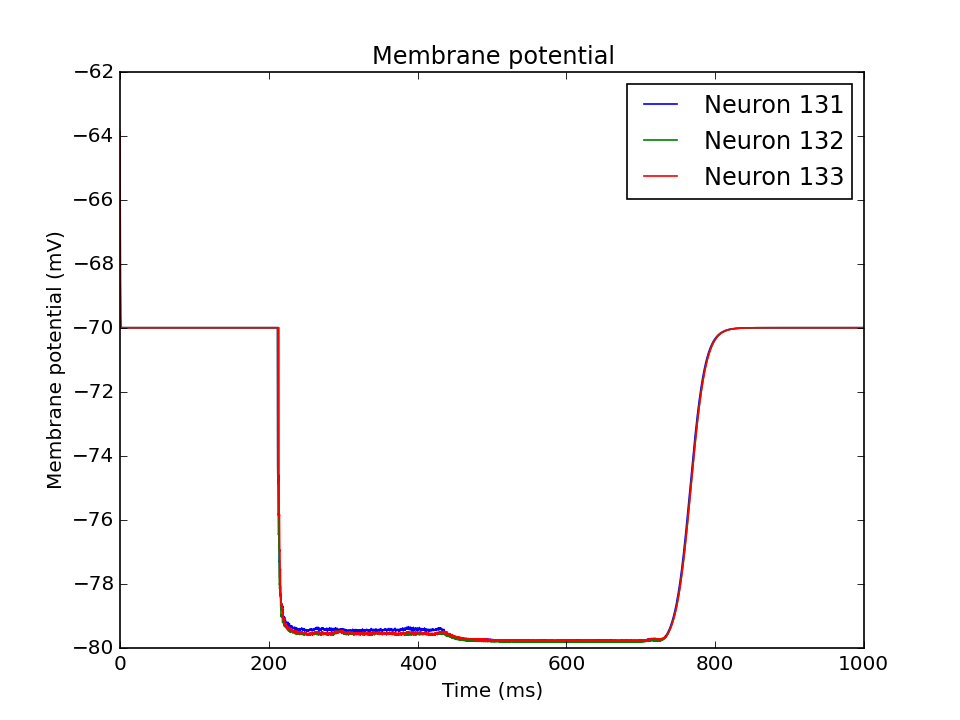 Membrane potential
Neuron 131
Neuron 132
Neuron 133
Membrane potential (mV)
−62
−64
−66
−68
−70
−72
−74
−76
−78
−80
0 200 400 600 800 1000
Time (ms)